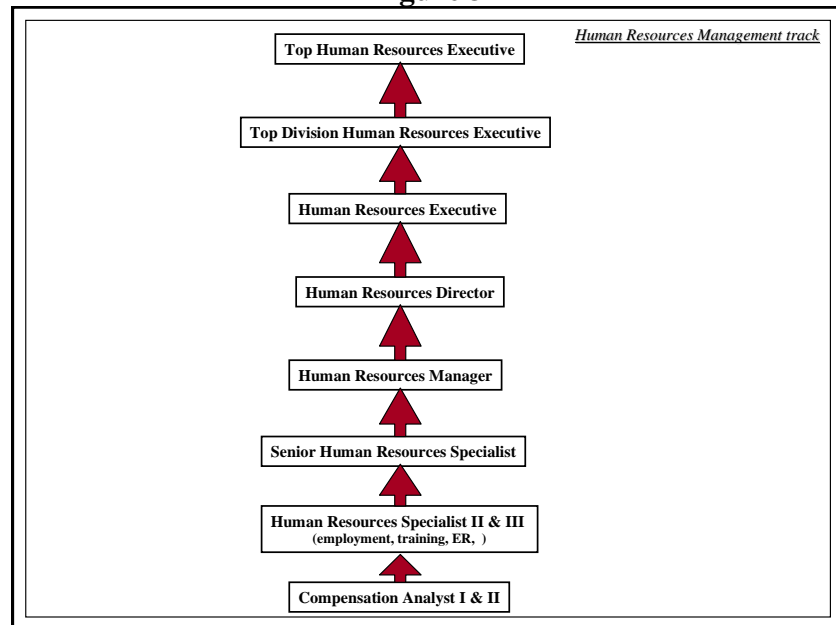 Human Resources Management track
Top Human Resources Executive
Top Division Human Resources Executive
Human Resources Executive
Human Resources Director
Human Resources Manager
Senior Human Resources Specialist
Human Resources Specialist II & III
(employment, training, ER, )
Compensation Analyst I & II